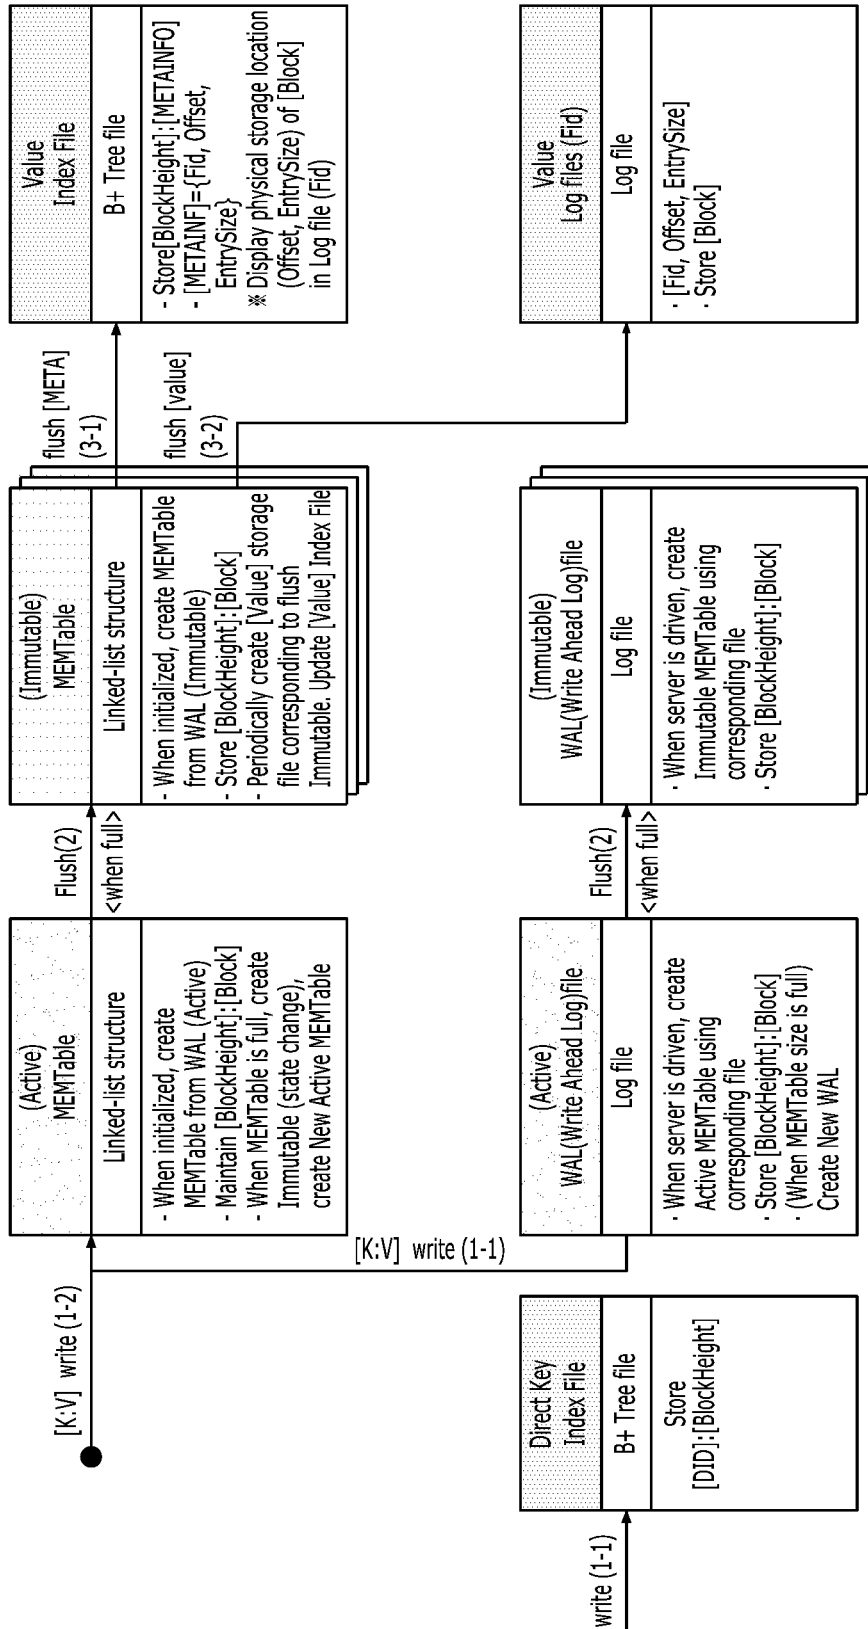 [K:V] write (1-2)
(Active)
MEMTable
Linked-list structure
- When initialized, create
MEMTable from WAL (Active)
- Maintain [BlockHeight]:[Block]
- When MEMTable is full, create
Immutable (state change),
create New Active MEMTable
Flush(2)
<when full>
(Immutable)
MEMTable
Linked-list structure
- When initialized, create MEMTable
from WAL (Immutable)
- Store [BlockHeight]:[Block]
- Periodically create [Value] storage
file corresponding to flush
Immutable. Update [Value] Index File
flush [META]
(3-1)
flush [value]
(3-2)
Value
Index File
B+ Tree file
- Store[BlockHeight]:[METAINFO]
- [METAINF]={Fid, Offset,
EntrySize}
※ Display physical storage location
(Offset, EntrySize) of [Block]
in Log file (Fid)
[K:V] write (1-1)
write (1-1)
Direct Key
Index File
B+ Tree file
Store
[DID]:[BlockHeight]
(Active)
WAL(Write Ahead Log)file
Log file
- When server is driven, create
Active MEMTable using
corresponding file
- Store [BlockHeight]:[Block]
- (When MEMTable size is full)
Create New WAL
Flush(2)
<when full>
(Immutable)
WAL(Write Ahead Log)file
Log file
- When server is driven, create
Immutable MEMTable using
corresponding file
- Store [BlockHeight]:[Block]
Value
Log files (Fid)
Log file
- [Fid, Offset, EntrySize]
- Store [Block]